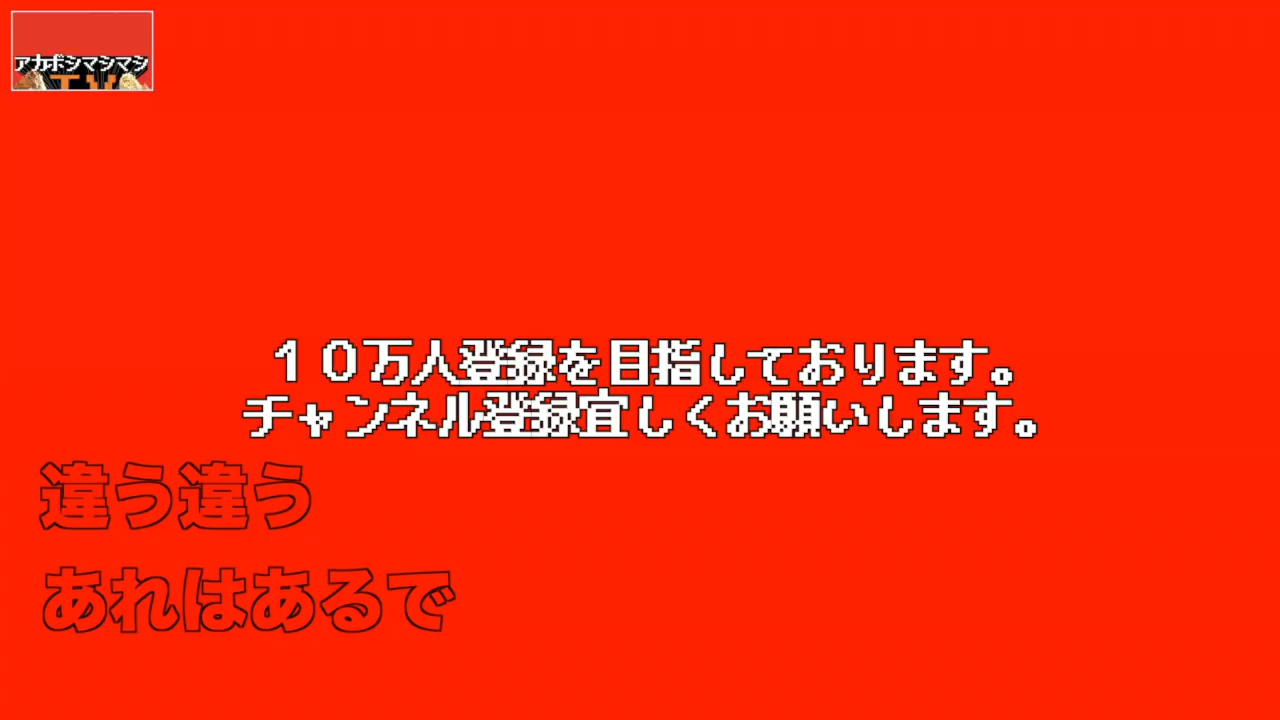 アカボシマシマシ
TV
１０万人登録を目指しております。
チャンネル登録宜しくお願いします。
違う違う
あれはあるで